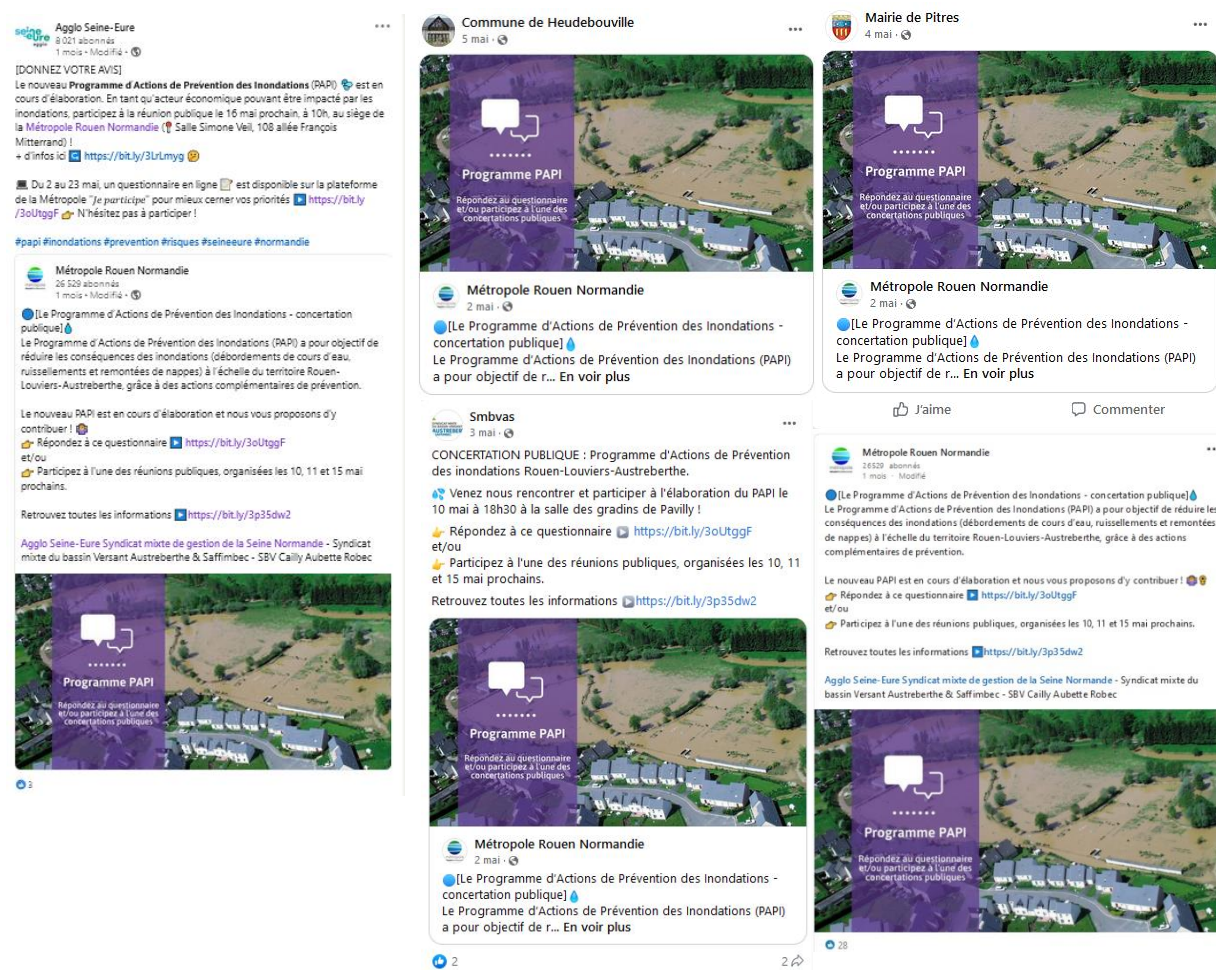 Agglo Seine-Eure
8 021 abonnés
1 mois • Modifié •
[DONNEZ VOTRE AVIS]
Le nouveau Programme d'Actions de Prévention des Inondations (PAPI) est en
cours d'élaboration. En tant qu'acteur économique pouvant être impacté par les
inondations, participez à la réunion publique le 16 mai prochain, à 10h, au siège de
la Métropole Rouen Normandie (📍 Salle Simone Veil, 108 allée François
Mitterrand) !
+ d'infos ici ➡️ https://bit.ly/3LrLmyg
💻 Du 2 au 23 mai, un questionnaire en ligne 📝 est disponible sur la plateforme
de la Métropole "Je participe" pour mieux cerner vos priorités ▶️ https://bit.ly
/3oUtggF 👉 N'hésitez pas à participer !
#papi #inondations #prevention #risques #seineeure #normandie
Métropole Rouen Normandie
26 529 abonnés
1 mois • Modifié •
🔵[Le Programme d'Actions de Prévention des Inondations - concertation
publique]💧
Le Programme d'Actions de Prévention des Inondations (PAPI) a pour objectif de
réduire les conséquences des inondations (débordements de cours d'eau,
ruissellements et remontées de nappes) à l'échelle du territoire Rouen-
Louviers-Austreberthe, grâce à des actions complémentaires de prévention.
Le nouveau PAPI est en cours d'élaboration et nous vous proposons d'y
contribuer !
👉 Répondez à ce questionnaire ▶️ https://bit.ly/3oUtggF
et/ou
👉 Participez à l'une des réunions publiques, organisées les 10, 11 et 15 mai
prochains.
Retrouvez toutes les informations ▶️https://bit.ly/3p35dw2
Agglo Seine-Eure Syndicat mixte de gestion de la Seine Normande - Syndicat
mixte du bassin Versant Austreberthe & Saffimbec - SBV Cailly Aubette Robec
Programme PAPI
Répondez au questionnaire
et/ou participez à l'une des
concertations publiques
3
Commune de Heudebouville
5 mai •
Programme PAPI
Répondez au questionnaire
et/ou participez à l'une des
concertations publiques
Métropole Rouen Normandie
2 mai •
🔵[Le Programme d'Actions de Prévention des Inondations -
concertation publique]💧
Le Programme d'Actions de Prévention des Inondations (PAPI)
a pour objectif de r... En voir plus
Smbvas
3 mai •
CONCERTATION PUBLIQUE : Programme d'Actions de Prévention
des inondations Rouen-Louviers-Austreberthe.
💦 Venez nous rencontrer et participer à l'élaboration du PAPI le
10 mai à 18h30 à la salle des gradins de Pavilly !
👉 Répondez à ce questionnaire ▶️ https://bit.ly/3oUtggF
et/ou
👉 Participez à l'une des réunions publiques, organisées les 10, 11
et 15 mai prochains.
Retrouvez toutes les informations ▶️https://bit.ly/3p35dw2
Programme PAPI
Répondez au questionnaire
et/ou participez à l'une des
concertations publiques
Métropole Rouen Normandie
2 mai •
🔵[Le Programme d'Actions de Prévention des Inondations -
concertation publique]💧
Le Programme d'Actions de Prévention des Inondations (PAPI)
a pour objectif de r... En voir plus
2
2
Mairie de Pitres
4 mai •
Programme PAPI
Répondez au questionnaire
et/ou participez à l'une des
concertations publiques
Métropole Rouen Normandie
2 mai •
🔵[Le Programme d'Actions de Prévention des Inondations -
concertation publique]💧
Le Programme d'Actions de Prévention des Inondations (PAPI)
a pour objectif de r... En voir plus
J'aime
Commenter
Métropole Rouen Normandie
26529 abonnés
1 mois • Modifié
🔵[Le Programme d'Actions de Prévention des Inondations - concertation publique]💧
Le Programme d'Actions de Prévention des Inondations (PAPI) a pour objectif de réduire les
conséquences des inondations (débordements de cours d'eau, ruissellements et remontées
de nappes) à l'échelle du territoire Rouen-Louviers-Austreberthe, grâce à des actions
complémentaires de prévention.
Le nouveau PAPI est en cours d'élaboration et nous vous proposons d'y contribuer !
👉 Répondez à ce questionnaire ▶️ https://bit.ly/3oUtggF
et/ou
👉 Participez à l'une des réunions publiques, organisées les 10, 11 et 15 mai prochains.
Retrouvez toutes les informations ▶️https://bit.ly/3p35dw2
Agglo Seine-Eure Syndicat mixte de gestion de la Seine Normande - Syndicat mixte du
bassin Versant Austreberthe & Saffimbec - SBV Cailly Aubette Robec
Programme PAPI
Répondez au questionnaire
et/ou participez à l'une des
concertations publiques
28